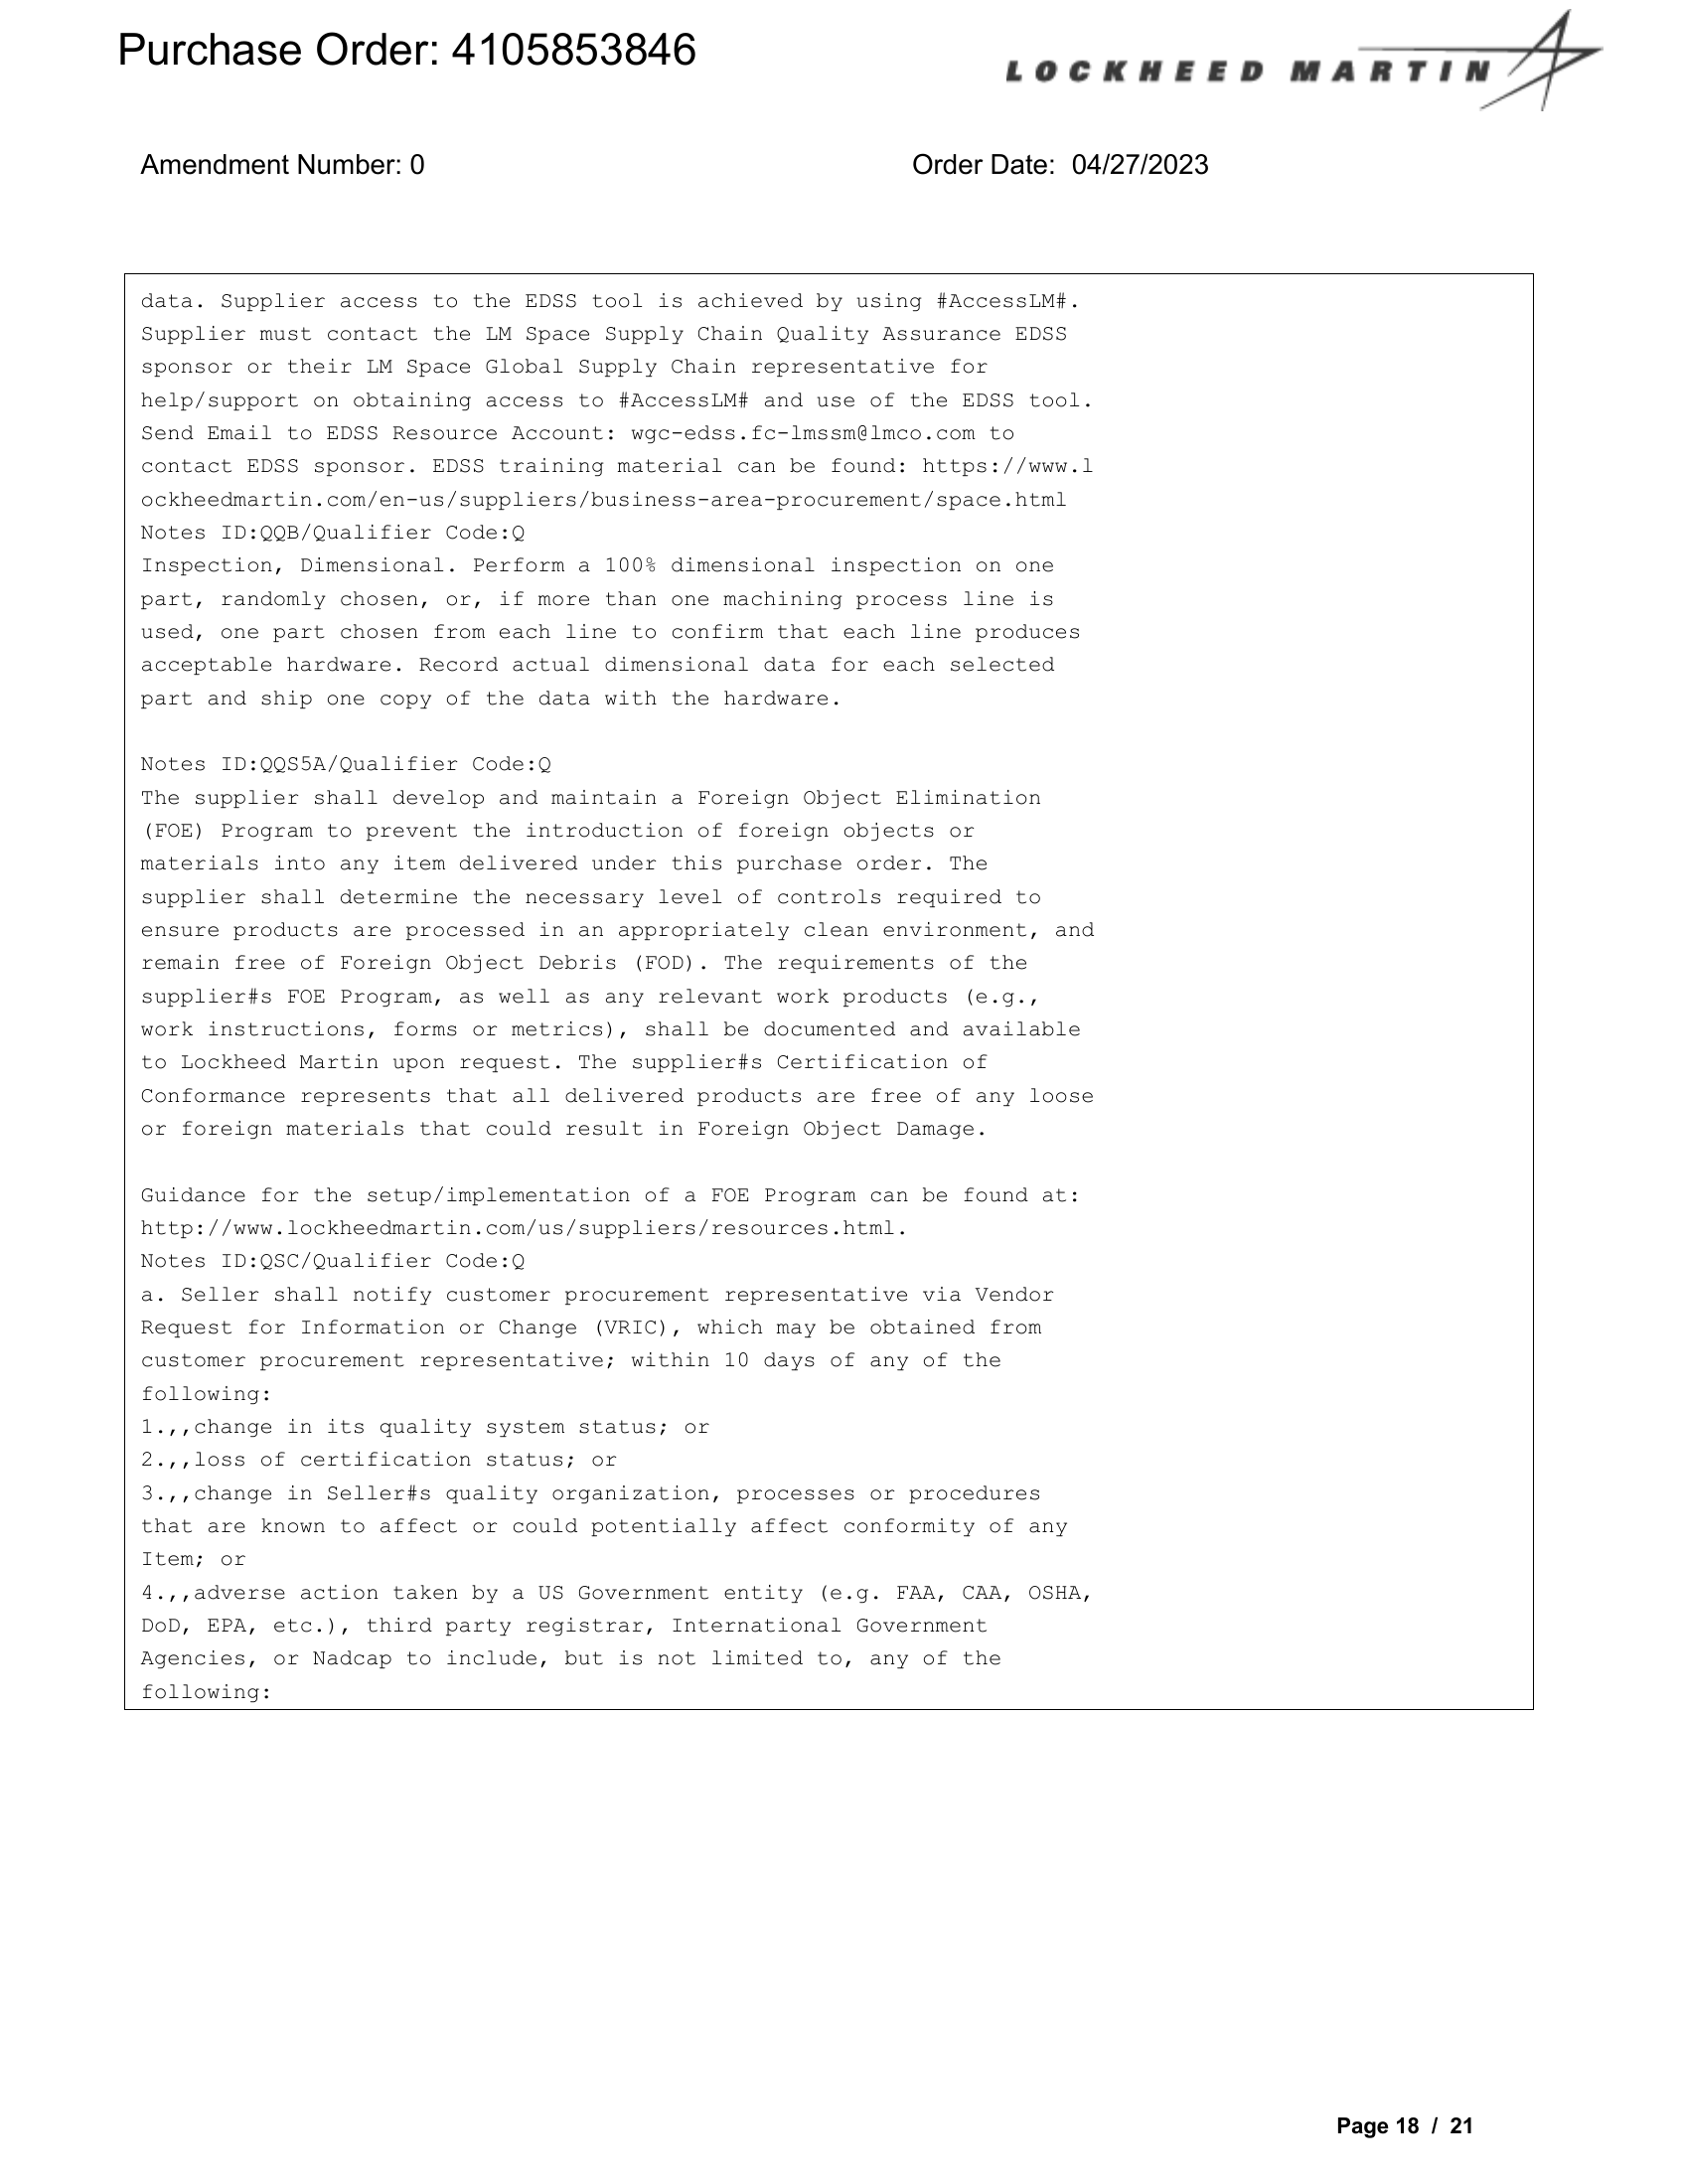 Purchase Order: 4105853846
LOCKHEED MARTIN
Amendment Number: 0
Order Date: 04/27/2023
data. Supplier access to the EDSS tool is achieved by using #AccessLM#.
Supplier must contact the LM Space Supply Chain Quality Assurance EDSS
sponsor or their LM Space Global Supply Chain representative for
help/support on obtaining access to #AccessLM# and use of the EDSS tool.
Send Email to EDSS Resource Account: wgc-edss.fc-lmssm@lmco.com to
contact EDSS sponsor. EDSS training material can be found: https://www.l
ockheedmartin.com/en-us/suppliers/business-area-procurement/space.html
Notes ID:QQB/Qualifier Code:Q
Inspection, Dimensional. Perform a 100% dimensional inspection on one
part, randomly chosen, or, if more than one machining process line is
used, one part chosen from each line to confirm that each line produces
acceptable hardware. Record actual dimensional data for each selected
part and ship one copy of the data with the hardware.
Notes ID:QQS5A/Qualifier Code:Q
The supplier shall develop and maintain a Foreign Object Elimination
(FOE) Program to prevent the introduction of foreign objects or
materials into any item delivered under this purchase order. The
supplier shall determine the necessary level of controls required to
ensure products are processed in an appropriately clean environment, and
remain free of Foreign Object Debris (FOD). The requirements of the
supplier#s FOE Program, as well as any relevant work products (e.g.,
work instructions, forms or metrics), shall be documented and available
to Lockheed Martin upon request. The supplier#s Certification of
Conformance represents that all delivered products are free of any loose
or foreign materials that could result in Foreign Object Damage.
Guidance for the setup/implementation of a FOE Program can be found at:
http://www.lockheedmartin.com/us/suppliers/resources.html.
Notes ID:QSC/Qualifier Code:Q
a. Seller shall notify customer procurement representative via Vendor
Request for Information or Change (VRIC), which may be obtained from
customer procurement representative; within 10 days of any of the
following:
1.,,change in its quality system status; or
2.,,loss of certification status; or
3.,,change in Seller#s quality organization, processes or procedures
that are known to affect or could potentially affect conformity of any
Item; or
4.,,adverse action taken by a US Government entity (e.g. FAA, CAA, OSHA,
DoD, EPA, etc.), third party registrar, International Government
Agencies, or Nadcap to include, but is not limited to, any of the
following:
Page 18 / 21